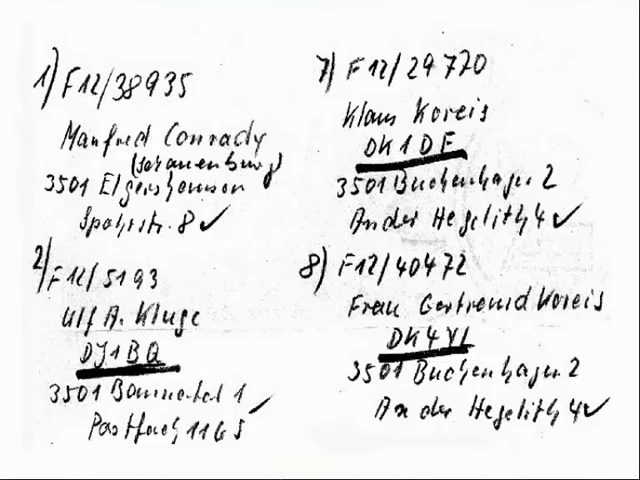 1) F12/38935
Manfred Conrady
(Schauenburg)
3501 Elgershausen
Spohrstr. 8 ✓
2) F12/5193
Ulf A. Kluge
DJ1BQ
3501 Baunatal 1 ✓
Postfach 1165
7) F12/29770
Klaus Koreis
DK1DE
3501 Buchenhagen 2
An der Hegelith 4 ✓
8) F12/40472
Frau Gertreud Koreis
DK4VL
3501 Buchenhagen 2
An der Hegelith 4 ✓